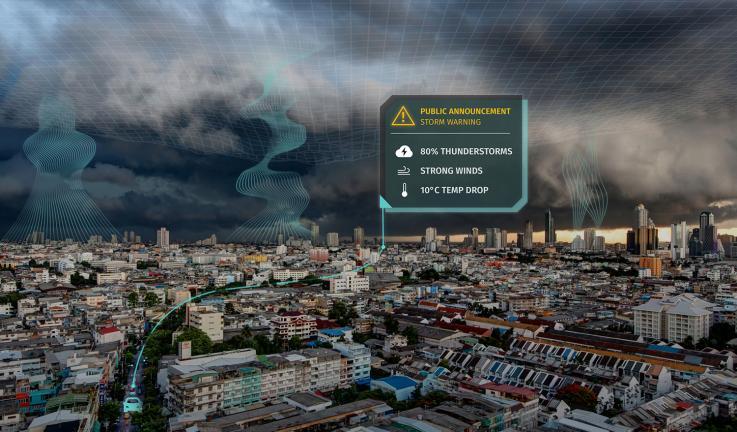 PUBLIC ANNOUNCEMENT
STORM WARNING
80% THUNDERSTORMS
STRONG WINDS
10°C TEMP DROP